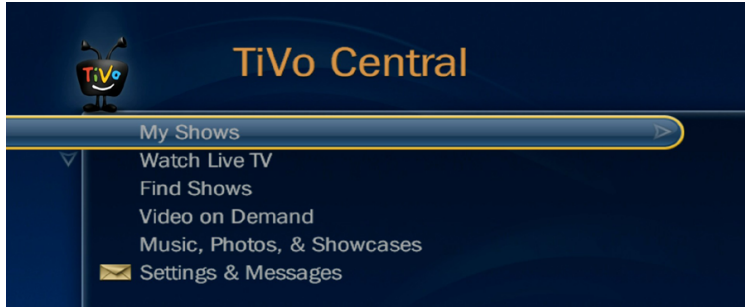 TiVo
TiVo Central
My Shows
Watch Live TV
Find Shows
Video on Demand
Music, Photos, & Showcases
Settings & Messages